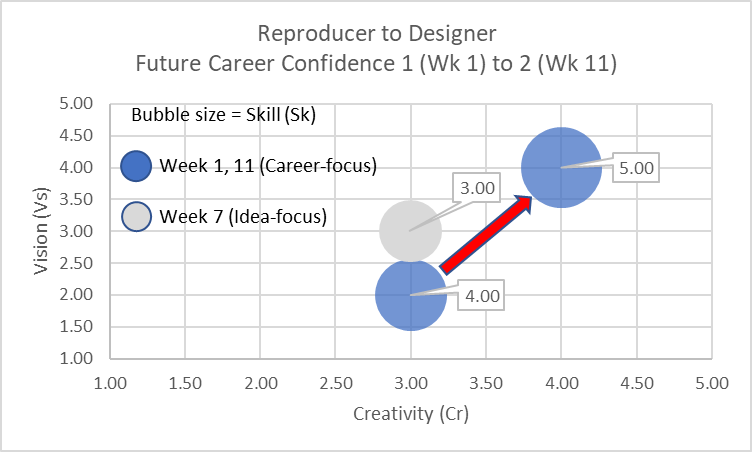 Reproducer to Designer
Future Career Confidence 1 (Wk 1) to 2 (Wk 11)
5.00
Bubble size = Skill (Sk)
4.50
Week 1, 11 (Career-focus)
4.00
5.00
3.50
3.00
Week 7 (Idea-focus)
3.00
2.50
2.00
4.00
1.50
1.00
Vision (Vs)
1.00 1.50 2.00 2.50 3.00 3.50 4.00 4.50 5.00
Creativity (Cr)